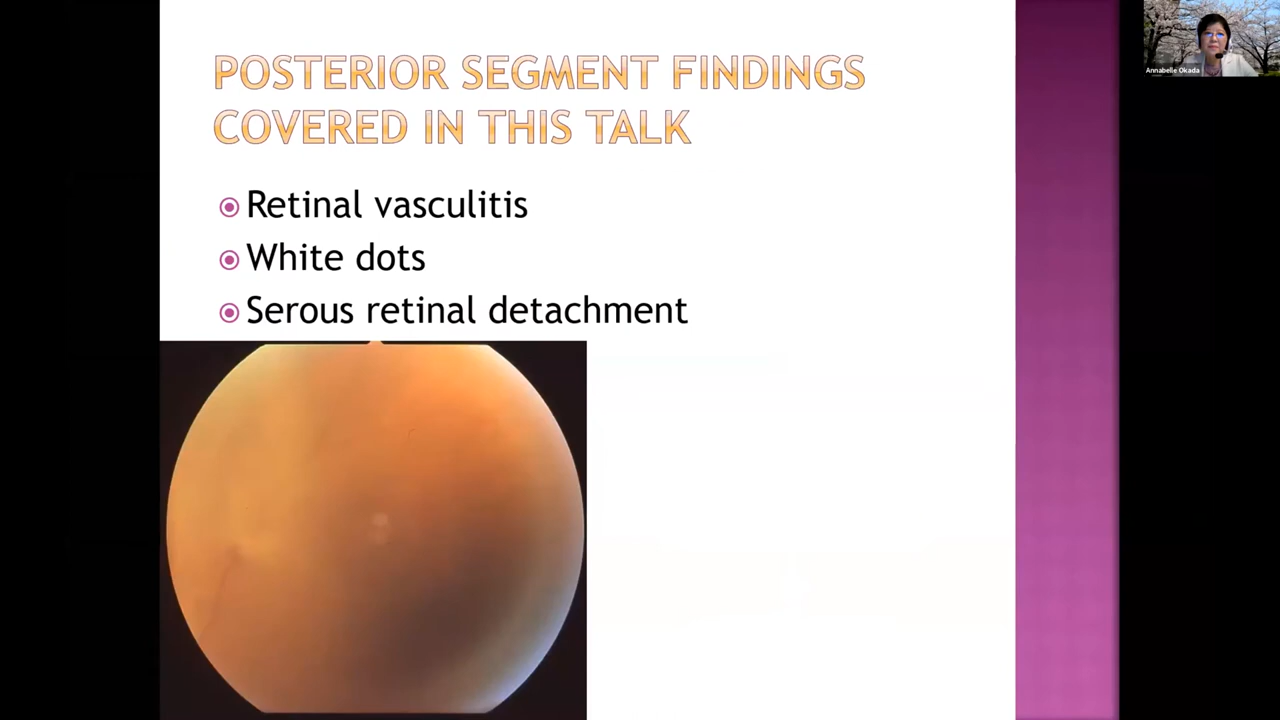 POSTERIOR SEGMENT FINDINGS
COVERED IN THIS TALK
Retinal vasculitis
White dots
Serous retinal detachment
Annabelle Okada